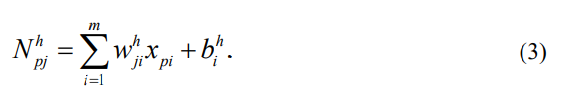 N^h_{pj} = \sum_{i=1}^{m} w^h_{ji} x_{pi} + b^h_i . (3)